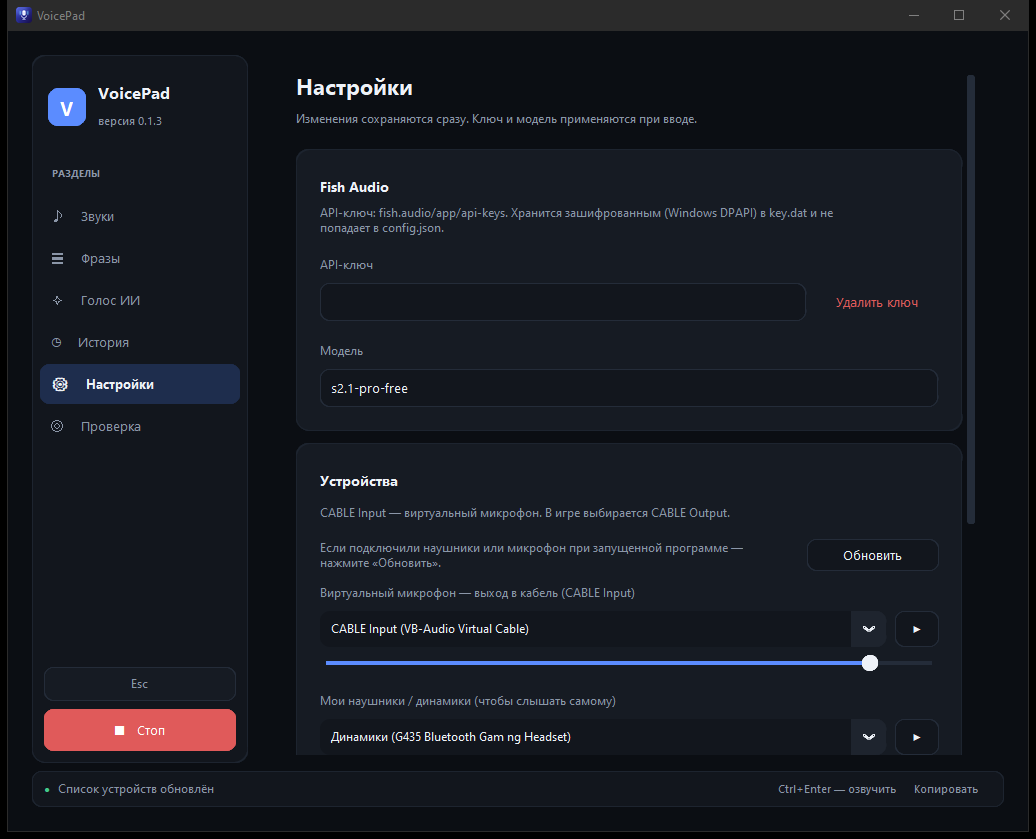 VoicePad
V
VoicePad
версия 0.1.3
РАЗДЕЛЫ
Звуки
Фразы
Голос ИИ
История
Настройки
Проверка
Esc
Стоп
Настройки
Изменения сохраняются сразу. Ключ и модель применяются при вводе.
Fish Audio
API-ключ: fish.audio/app/api-keys. Хранится зашифрованным (Windows DPAPI) в key.dat и не
попадает в config.json.
API-ключ
Удалить ключ
Модель
s2.1-pro-free
Устройства
CABLE Input — виртуальный микрофон. В игре выбирается CABLE Output.
Если подключили наушники или микрофон при запущенной программе —
нажмите «Обновить».
Обновить
Виртуальный микрофон — выход в кабель (CABLE Input)
CABLE Input (VB-Audio Virtual Cable)
Мои наушники / динамики (чтобы слышать самому)
Динамики (G435 Bluetooth Gam ng Headset)
Список устройств обновлён
Ctrl+Enter — озвучить
Копировать